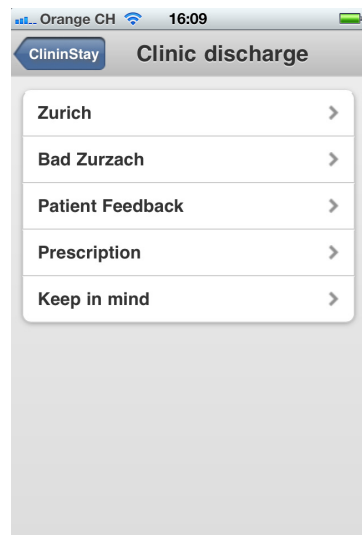 Orange CH 16:09
ClininStay Clinic discharge
Zurich
Bad Zurzach
Patient Feedback
Prescription
Keep in mind